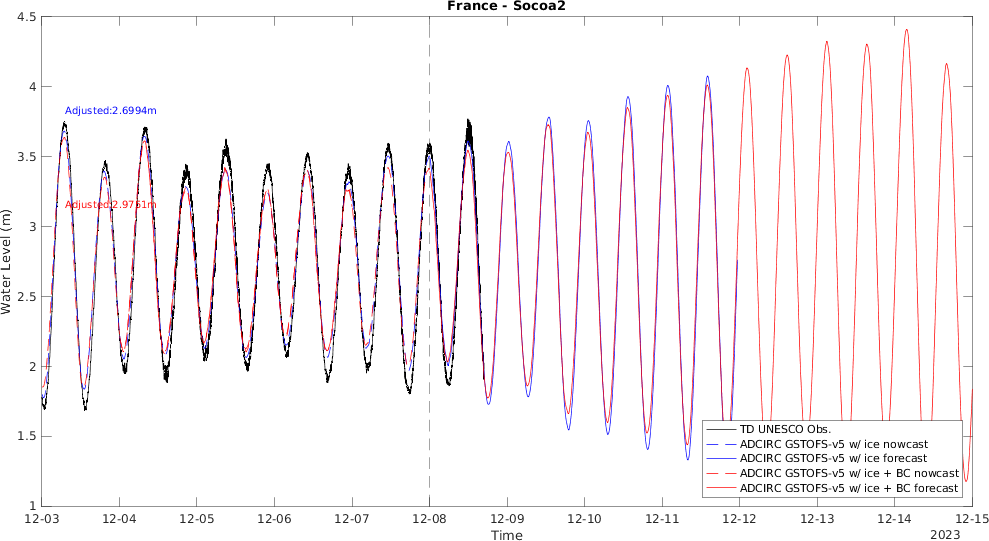 France - Socoa2
4.5
4
3.5
3
2.5
2
1.5
1
Water Level (m)
Adjusted:2.6994m
Adjusted:2.9761m
TD UNESCO Obs.
ADCIRC GSTOFS-v5 w/ ice nowcast
ADCIRC GSTOFS-v5 w/ ice forecast
ADCIRC GSTOFS-v5 w/ ice + BC nowcast
ADCIRC GSTOFS-v5 w/ ice + BC forecast
12-03 12-04 12-05 12-06 12-07 12-08 12-09 12-10 12-11 12-12 12-13 12-14 12-15
Time
2023